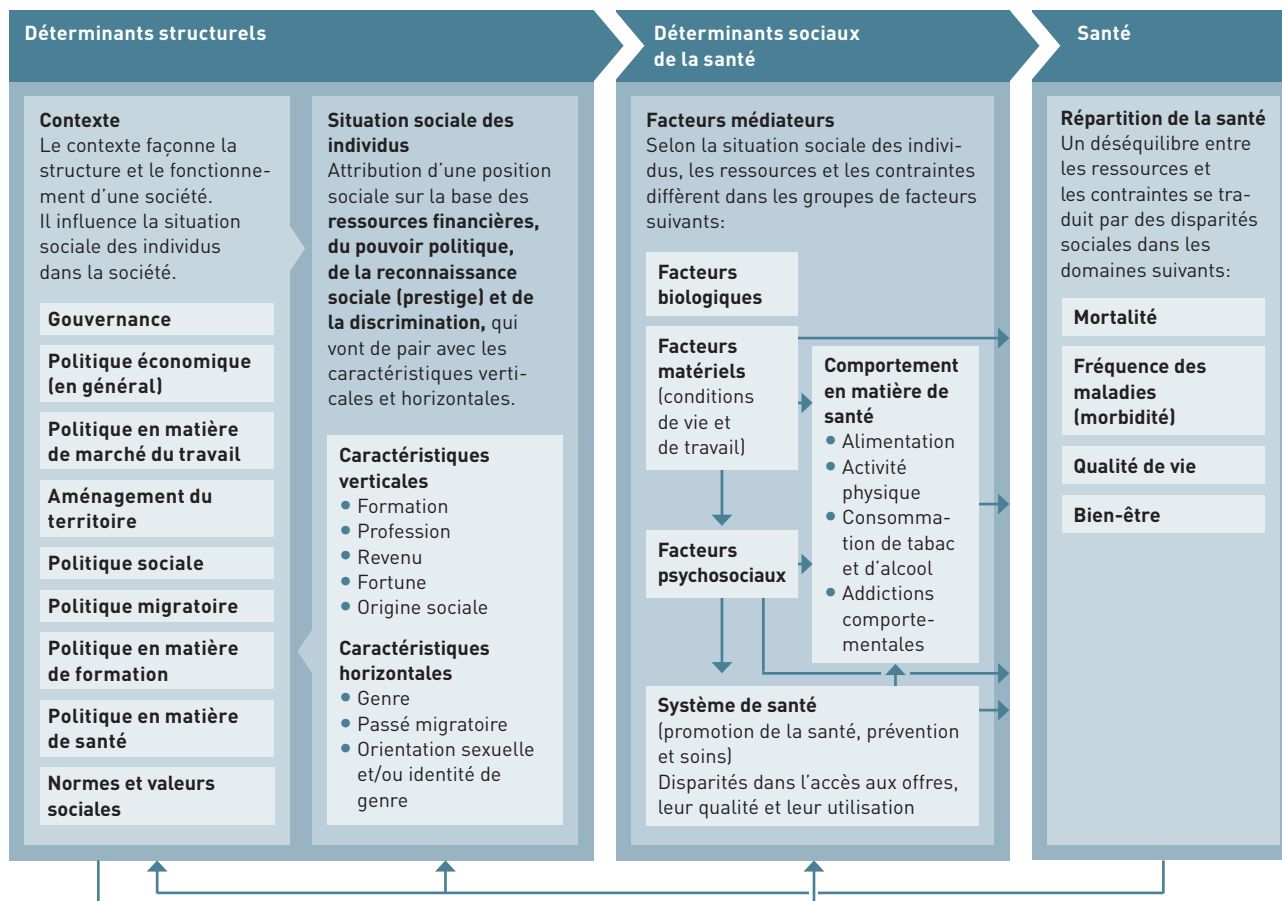 Déterminants structurels
Déterminants sociaux
de la santé
Santé
Contexte
Le contexte façonne la
structure et le fonctionne-
ment d'une société.
Il influence la situation
sociale des individus
dans la société.
Gouvernance
Politique économique
(en général)
Politique en matière
de marché du travail
Aménagement du
territoire
Politique sociale
Politique migratoire
Politique en matière
de formation
Politique en matière
de santé
Normes et valeurs
sociales
Situation sociale des
individus
Attribution d'une position
sociale sur la base des
ressources financières,
du pouvoir politique,
de la reconnaissance
sociale (prestige) et de
la discrimination, qui
vont de pair avec les
caractéristiques verti-
cales et horizontales.
Caractéristiques
verticales
• Formation
• Profession
• Revenu
• Fortune
• Origine sociale
Caractéristiques
horizontales
• Genre
• Passé migratoire
• Orientation sexuelle
et/ou identité de
genre
Facteurs médiateurs
Selon la situation sociale des indivi-
dus, les ressources et les contraintes
diffèrent dans les groupes de facteurs
suivants:
Facteurs
biologiques
Facteurs
matériels
(conditions
de vie et
de travail)
Facteurs
psychosociaux
Comportement
en matière de
santé
• Alimentation
• Activité
physique
• Consomma-
tion de tabac
et d'alcool
• Addictions
comporte-
mentales
Système de santé
(promotion de la santé, prévention
et soins)
Disparités dans l'accès aux offres,
leur qualité et leur utilisation
Répartition de la santé
Un déséquilibre entre
les ressources et
les contraintes se tra-
duit par des disparités
sociales dans les
domaines suivants:
Mortalité
Fréquence des
maladies
(morbidité)
Qualité de vie
Bien-être